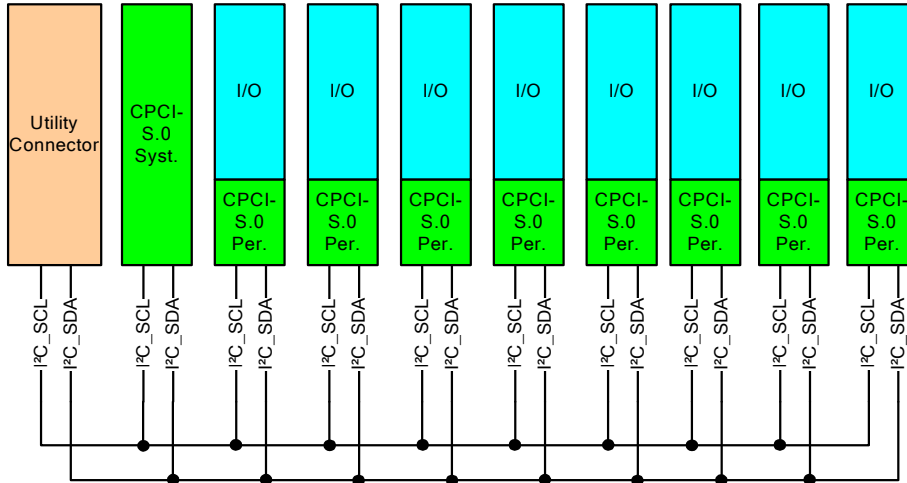 Utility
Connector
CPCI-
S.0
Syst.
I/O
CPCI-
S.0
Per.
I/O
CPCI-
S.0
Per.
I/O
CPCI-
S.0
Per.
I/O
CPCI-
S.0
Per.
I/O
CPCI-
S.0
Per.
I/O
CPCI-
S.0
Per.
I/O
CPCI-
S.0
Per.
I/O
CPCI-
S.0
Per.
I²C_SCL
I²C_SDA
I²C_SCL
I²C_SDA
I²C_SCL
I²C_SDA
I²C_SCL
I²C_SDA
I²C_SCL
I²C_SDA
I²C_SCL
I²C_SDA
I²C_SCL
I²C_SDA
I²C_SCL
I²C_SDA
I²C_SCL
I²C_SDA
I²C_SCL
I²C_SDA